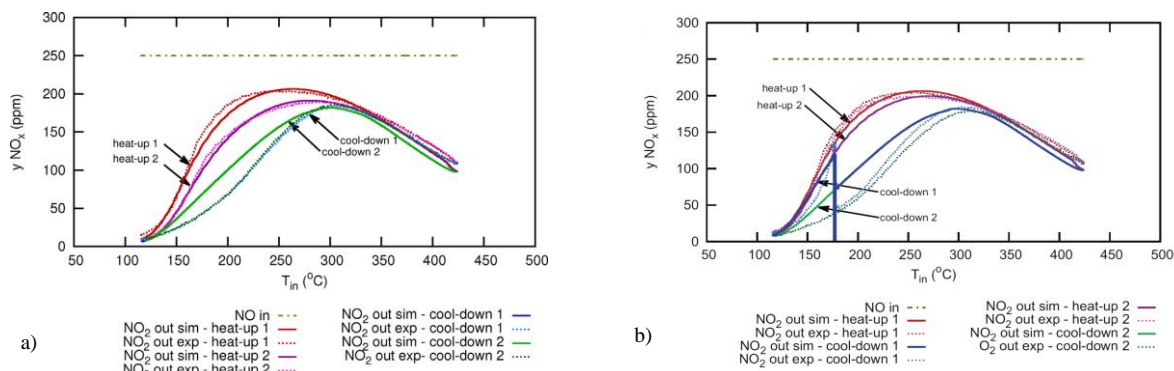 300
250
200
150
100
50
0
y NOx (ppm)
heat-up 1
heat-up 2
cool-down 1
cool-down 2
50 100 150 200 250 300 350 400 450 500
Tin (°C)
NO in
NO2 out sim - heat-up 1
NO2 out exp - heat-up 1
NO2 out sim - heat-up 2
NO2 out exp - heat-up 2
NO2 out sim - cool-down 1
NO2 out exp - cool-down 1
NO2 out sim - cool-down 2
NO2 out exp- cool-down 2
a)
300
250
200
150
100
50
0
y NOx (ppm)
heat-up 1
heat-up 2
cool-down 1
cool-down 2
50 100 150 200 250 300 350 400 450 500
Tin (°C)
NO in
NO2 out sim - heat-up 1
NO2 out exp - heat-up 1
NO2 out sim - cool-down 1
NO2 out exp - cool-down 1
NO2 out sim - heat-up 2
NO2 out exp - heat-up 2
NO2 out sim - cool-down 2
O2 out exp- cool-down 2
b)